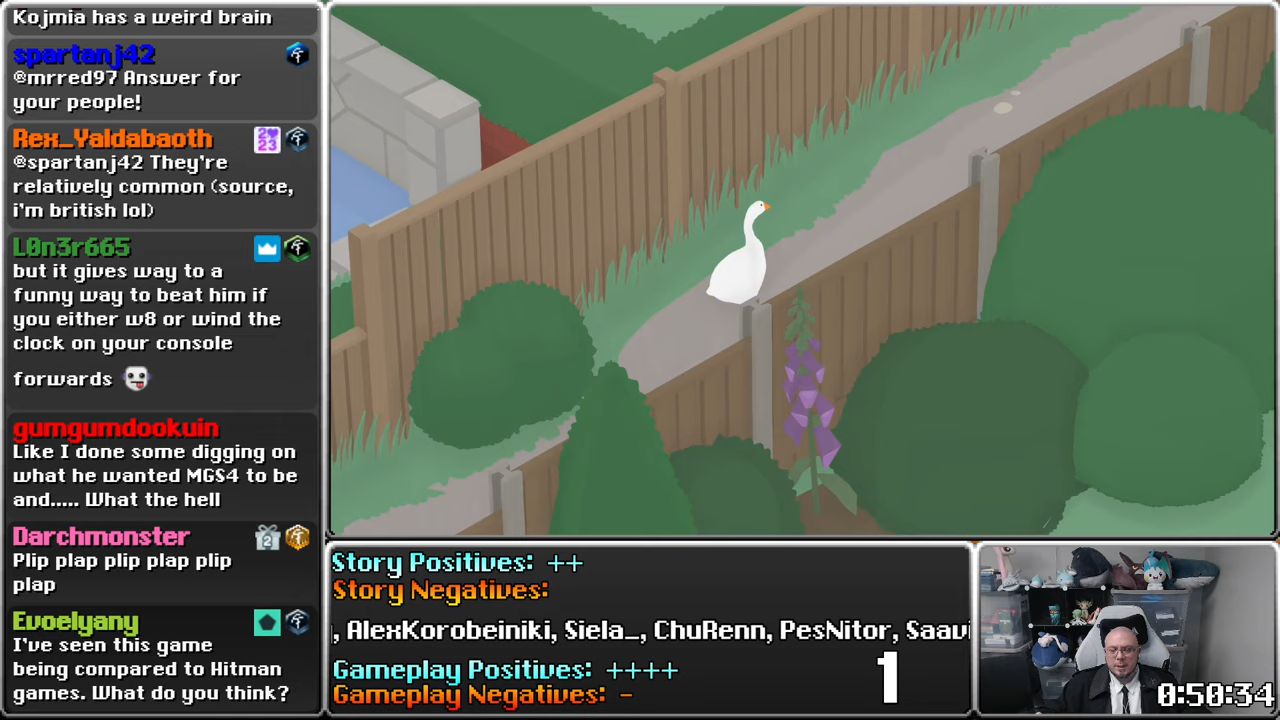 Kojmia has a weird brain
spartanj42
@mrred97 Answer for
your people!
Rex_Yaldabaoth
2 23
@spartanj42 They're
relatively common (source,
i'm british lol)
L0n3r665
but it gives way to a
funny way to beat him if
you either w8 or wind the
clock on your console
forwards
gumgumdookuin
Like I done some digging on
what he wanted MGS4 to be
and..... What the hell
Darchmonster
2
Plip plap plip plap plip
plap
Evoelyany
I've seen this game
being compared to Hitman
games. What do you think?
Story Positives: ++
Story Negatives:
, AlexKorobeiniki, Siela_, ChuRenn, PesNitor, Saavi
Gameplay Positives: ++++
Gameplay Negatives: -
1
0:50:34